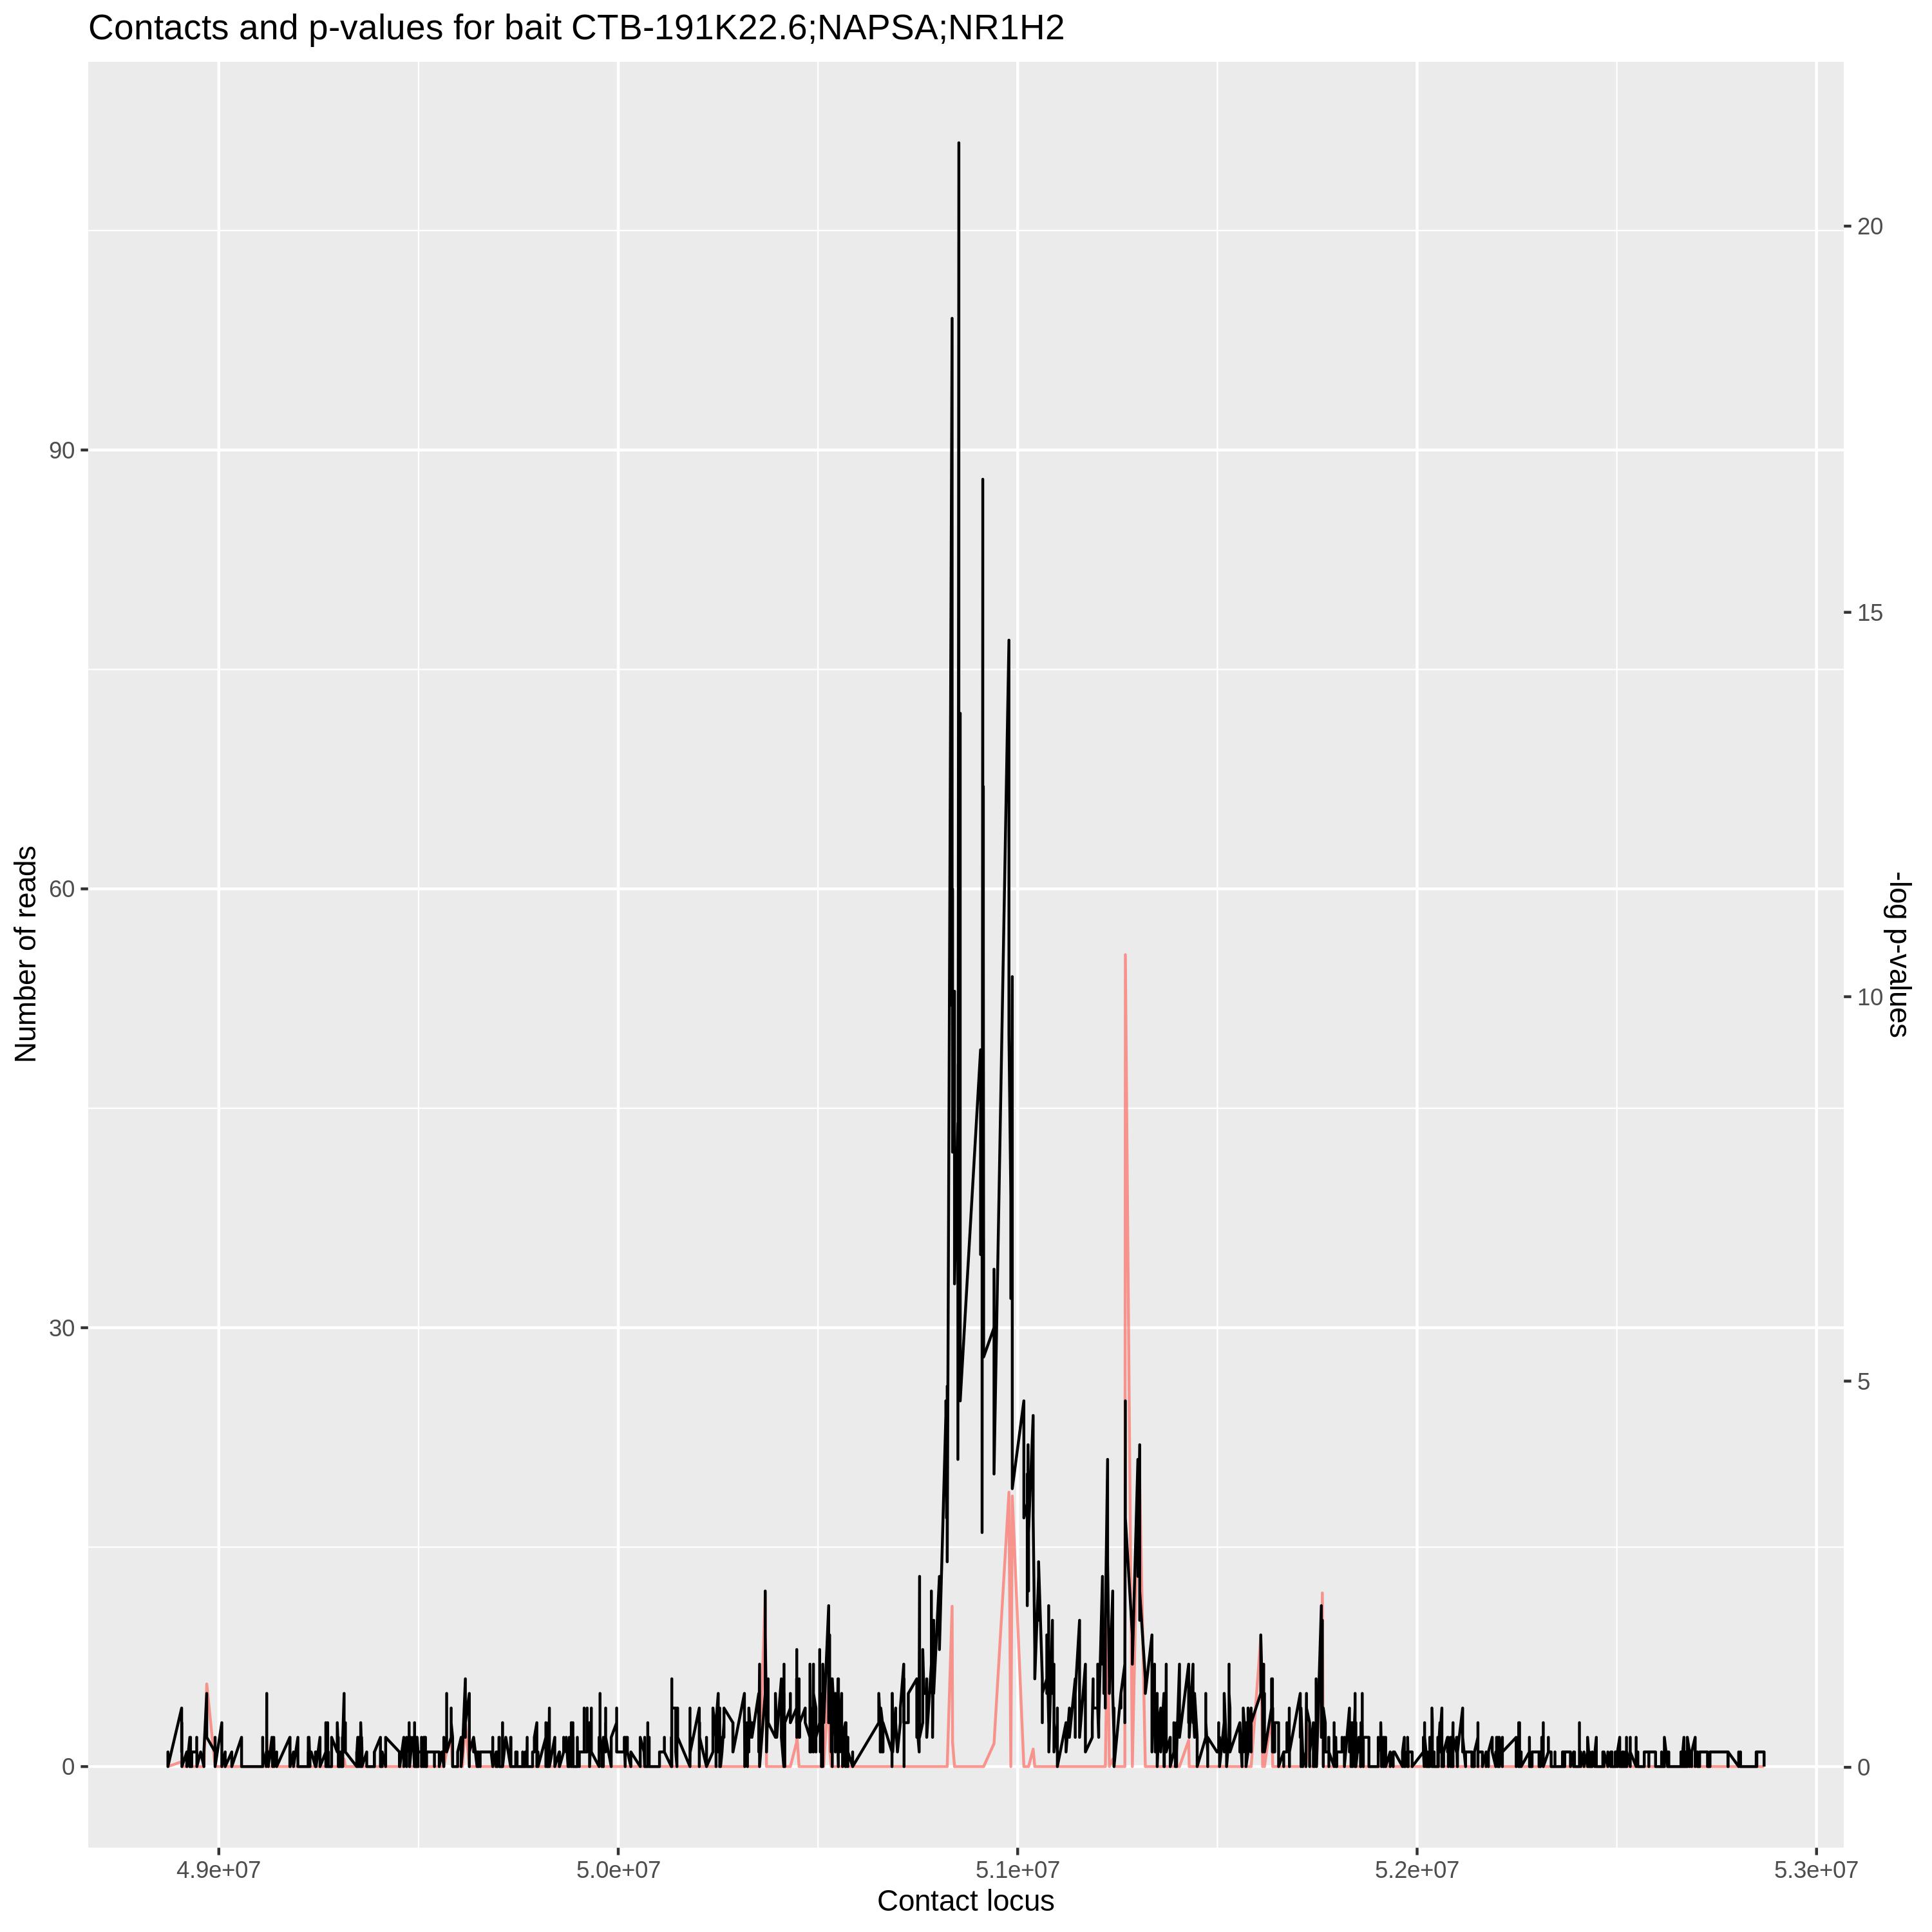 Contacts and p-values for bait CTB-191K22.6;NAPSA;NR1H2
Number of reads
90
60
30
0
20
15
10
5
0
-log p-values
4.9e+07
5.0e+07
5.1e+07
5.2e+07
5.3e+07
Contact locus